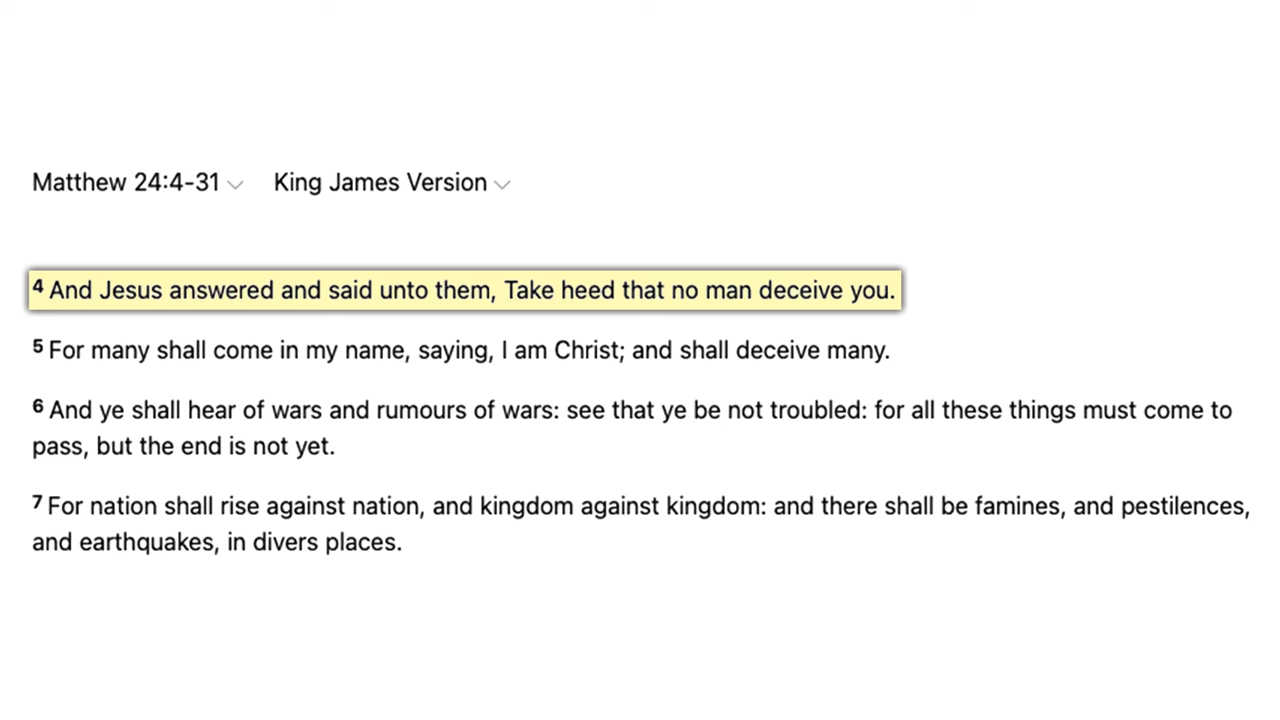 Matthew 24:4-31 King James Version
4 And Jesus answered and said unto them, Take heed that no man deceive you.
5 For many shall come in my name, saying, I am Christ; and shall deceive many.
6 And ye shall hear of wars and rumours of wars: see that ye be not troubled: for all these things must come to
pass, but the end is not yet.
7 For nation shall rise against nation, and kingdom against kingdom: and there shall be famines, and pestilences,
and earthquakes, in divers places.